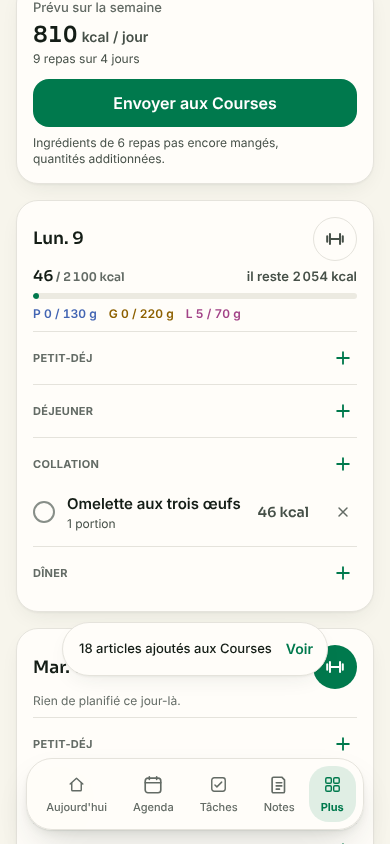 Prévu sur la semaine
810 kcal / jour
9 repas sur 4 jours
Envoyer aux Courses
Ingrédients de 6 repas pas encore mangés,
quantités additionnées.
Lun. 9
46 / 2 100 kcal
il reste 2 054 kcal
P 0 / 130 g G 0 / 220 g L 5 / 70 g
PETIT-DÉJ
DÉJEUNER
COLLATION
Omelette aux trois œufs
46 kcal
1 portion
DÎNER
18 articles ajoutés aux Courses Voir
Mar.
Rien de planifié ce jour-là.
PETIT-DÉJ
Aujourd'hui Agenda Tâches Notes Plus